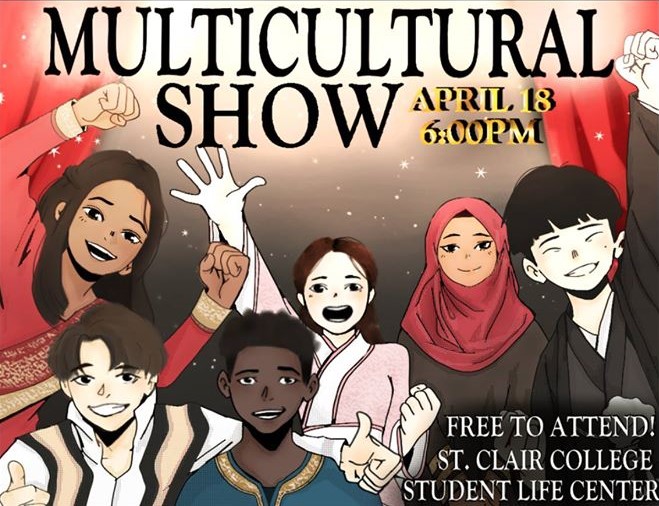 MULTICULTURAL
SHOW
APRIL 18
6:00PM
FREE TO ATTEND!
ST. CLAIR COLLEGE
STUDENT LIFE CENTER